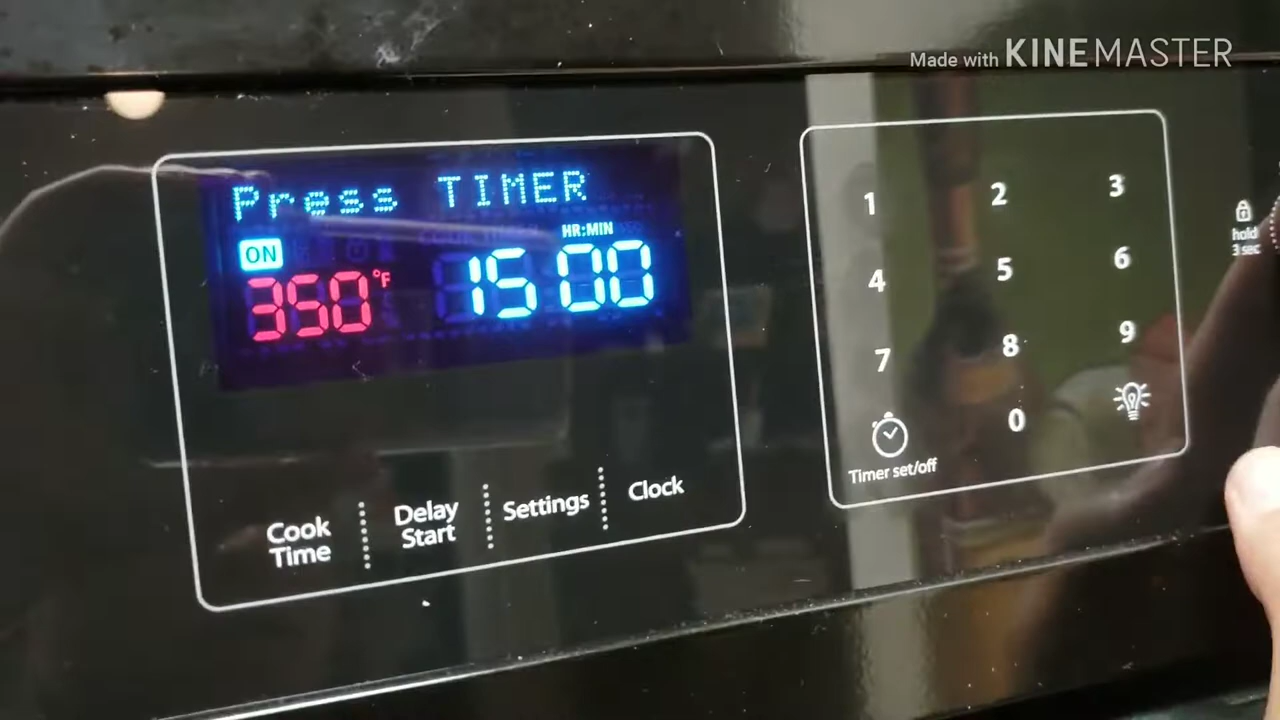 Made with KINEMASTER
Press TIMER
HR:MIN
ON
350°F 15 00
Cook Time
Delay Start
Settings
Clock
1 2 3
4 5 6
7 8 9
0
Timer set/off
hold
3 sec